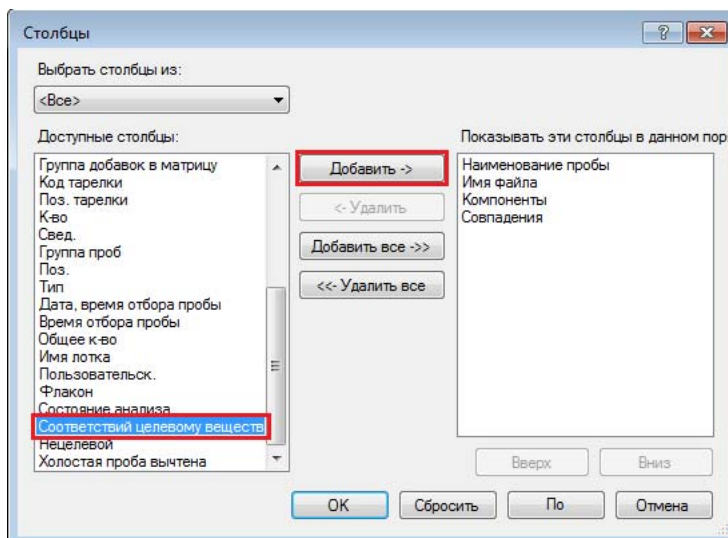 Столбцы
Выбрать столбцы из:
<Все>
Доступные столбцы:
Показывать эти столбцы в данном пор
Группа добавок в матрицу
Код тарелки
Поз. тарелки
К-во
Свед.
Группа проб
Поз.
Тип
Дата, время отбора пробы
Время отбора пробы
Общее к-во
Имя лотка
Пользовательск.
Флакон
Состояние анализа
Соответствий целевому веществ
Нецелевой
Холостая проба вычтена
Добавить ->
<- Удалить
Добавить все ->>
<<- Удалить все
Наименование пробы
Имя файла
Компоненты
Совпадения
Вверх
Вниз
OK
Сбросить
По
Отмена